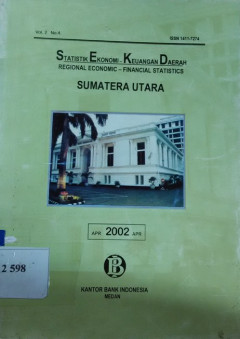 Vol. 2 No.4
ISSN 1411-7274
STATISTIK EKONOMI - KEUANGAN DAERAH
REGIONAL ECONOMIC – FINANCIAL STATISTICS
SUMATERA UTARA
APR 2002 APR
2 598
KANTOR BANK INDONESIA
MEDAN